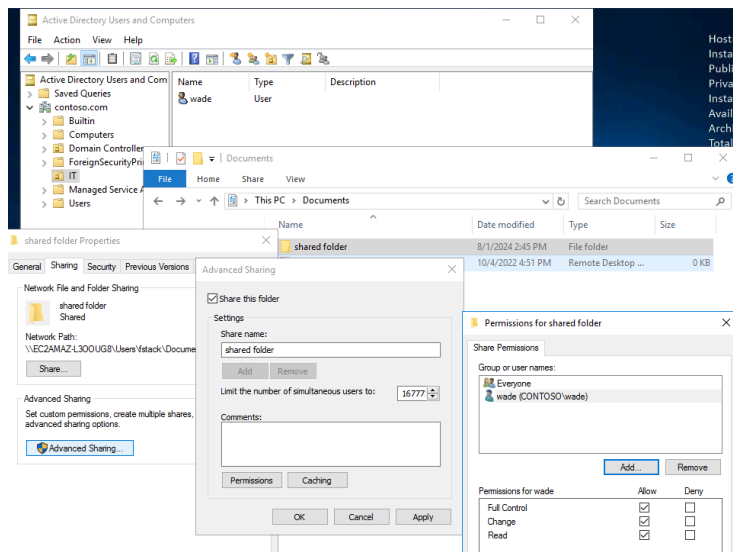 Active Directory Users and Computers
File Action View Help
Active Directory Users and Com
Saved Queries
contoso.com
Builtin
Computers
Domain Controller
ForeignSecurityPri
IT
Managed Service A
Users
Name Type Description
wade User
Host
Insta
Publi
Priva
Insta
Avail
Archi
Total
Documents
File Home Share View
This PC > Documents
Search Documents
Name Date modified Type Size
shared folder 8/1/2024 2:45 PM File folder
10/4/2022 4:51 PM Remote Desktop ... 0 KB
shared folder Properties
General Sharing Security Previous Versions
Network File and Folder Sharing
shared folder
Shared
Network Path:
\\EC2AMAZ-L3OOUG8\Users\fstack\Docume
Share...
Advanced Sharing
Set custom permissions, create multiple shares,
advanced sharing options.
Advanced Sharing...
Advanced Sharing
Share this folder
Settings
Share name:
shared folder
Add Remove
Limit the number of simultaneous users to: 16777
Comments:
Permissions Caching
OK Cancel Apply
Permissions for shared folder
Share Permissions
Group or user names:
Everyone
wade (CONTOSO\wade)
Add... Remove
Permissions for wade Allow Deny
Full Control
Change
Read